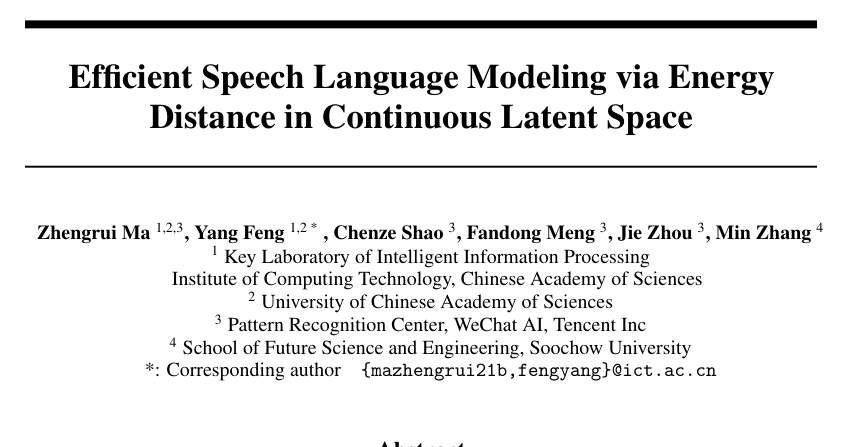 Efficient Speech Language Modeling via Energy
Distance in Continuous Latent Space
Zhengrui Ma 1,2,3, Yang Feng 1,2 * , Chenze Shao 3, Fandong Meng 3, Jie Zhou 3, Min Zhang 4
1 Key Laboratory of Intelligent Information Processing
Institute of Computing Technology, Chinese Academy of Sciences
2 University of Chinese Academy of Sciences
3 Pattern Recognition Center, WeChat AI, Tencent Inc
4 School of Future Science and Engineering, Soochow University
*: Corresponding author {mazhengrui21b,fengyang}@ict.ac.cn